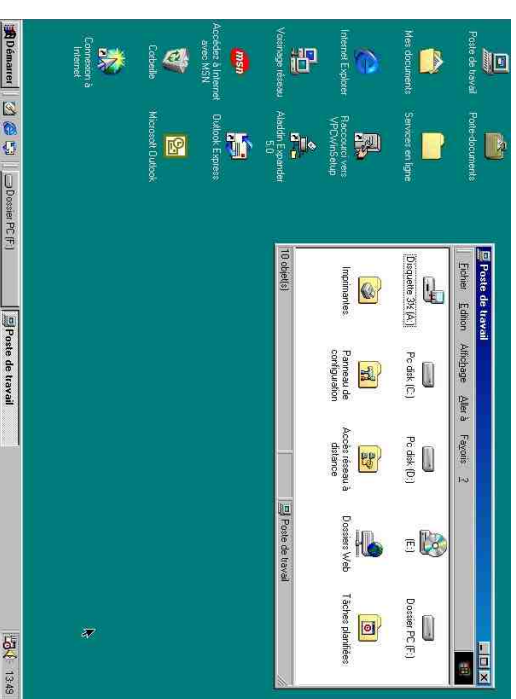 Poste de travail
Porte-documents
Mes documents
Services en ligne
Internet Explorer
Raccourci vers
VPCWinSetup
Voisinage réseau
Aladdin Expander
5.0
msn
Accédez à Internet
avec MSN
Outlook Express
Corbeille
Microsoft Outlook
Connexion à
Internet
Poste de travail
Fichier Edition Affichage Aller à Favoris ?
Disquette 3½ (A:)
Pc disk (C:)
Pc disk (D:)
(E:)
Dossier PC (F:)
Imprimantes
Panneau de
configuration
Accès réseau à
distance
Dossiers Web
Tâches planifiées
10 objet(s)
Poste de travail
Démarrer
Dossier PC (F:)
Poste de travail
13:49